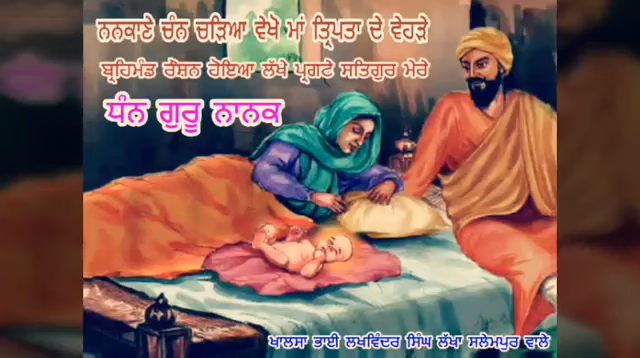 ਨਨਕਾਣੇ ਚੰਨ ਚੜਿਆ ਵੇਖੋ ਮਾਂ ਤ੍ਰਿਪਤਾ ਦੇ ਵੇਹੜੇ
ਬ੍ਰਹਿਮੰਡ ਰੌਸ਼ਨ ਹੋਇਆ ਲੱਖੇ ਪ੍ਰਗਟੇ ਸਤਿਗੁਰ ਮੇਰੇ
ਧੰਨ ਗੁਰੂ ਨਾਨਕ
ਖਾਲਸਾ ਭਾਈ ਲਖਵਿੰਦਰ ਸਿੰਘ ਲੱਖਾ ਸਲੇਮਪੁਰ ਵਾਲੇ